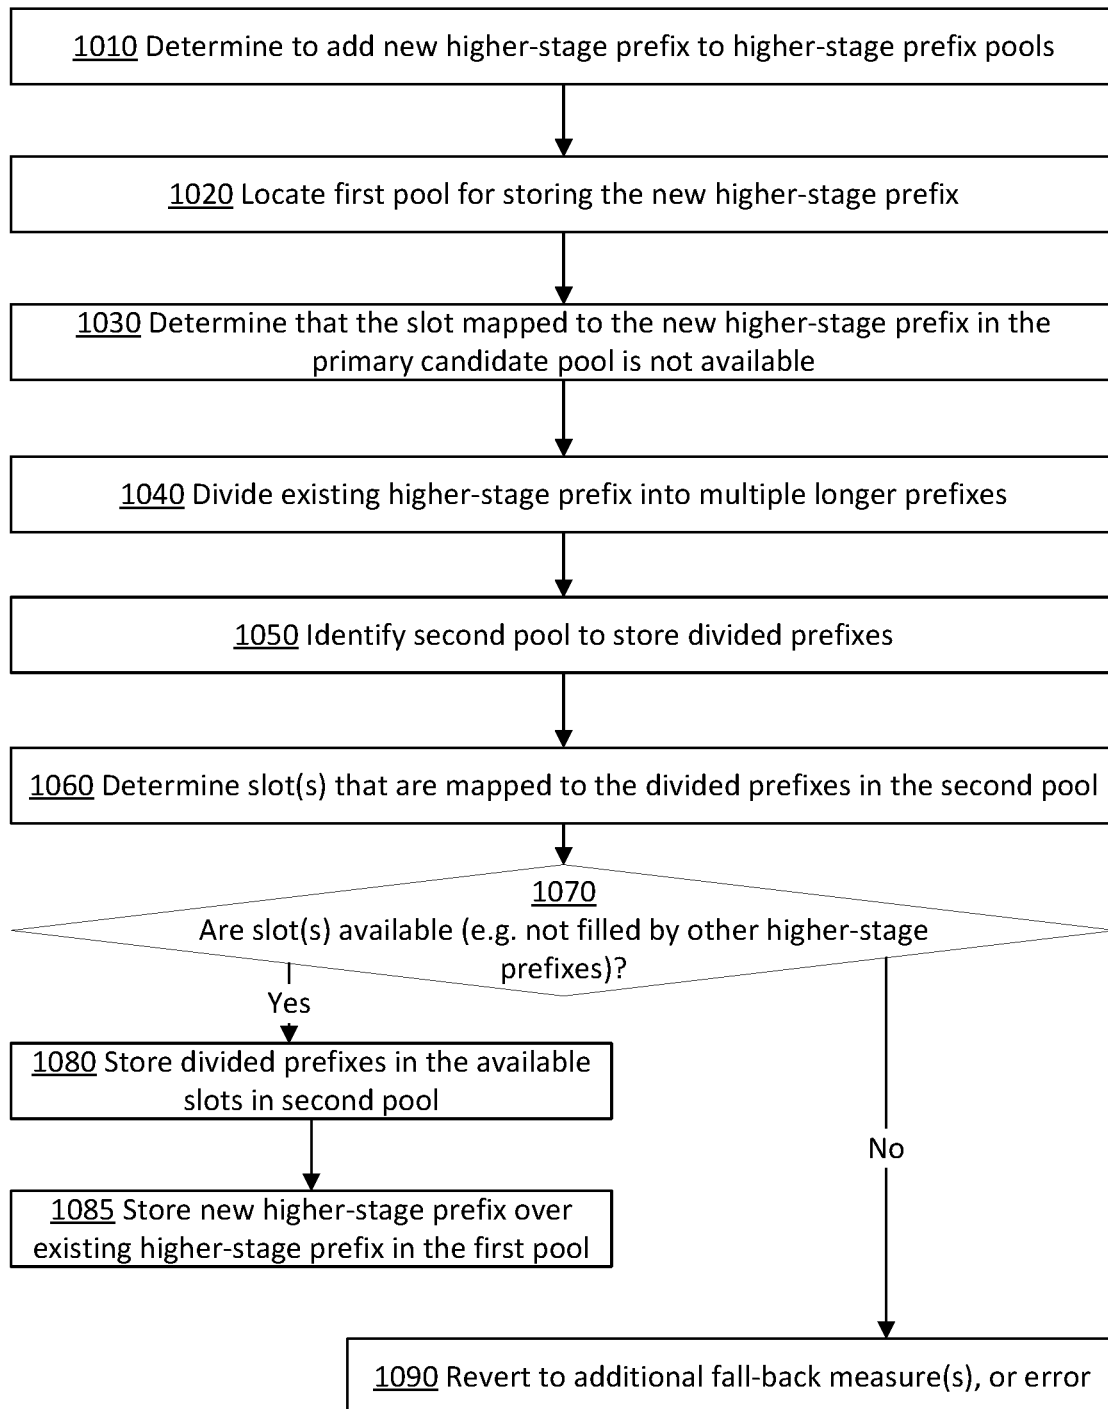 1010 Determine to add new higher-stage prefix to higher-stage prefix pools
1020 Locate first pool for storing the new higher-stage prefix
1030 Determine that the slot mapped to the new higher-stage prefix in the
primary candidate pool is not available
1040 Divide existing higher-stage prefix into multiple longer prefixes
1050 Identify second pool to store divided prefixes
1060 Determine slot(s) that are mapped to the divided prefixes in the second pool
1070
Are slot(s) available (e.g. not filled by other higher-stage
prefixes)?
Yes
1080 Store divided prefixes in the available
slots in second pool
No
1085 Store new higher-stage prefix over
existing higher-stage prefix in the first pool
1090 Revert to additional fall-back measure(s), or error